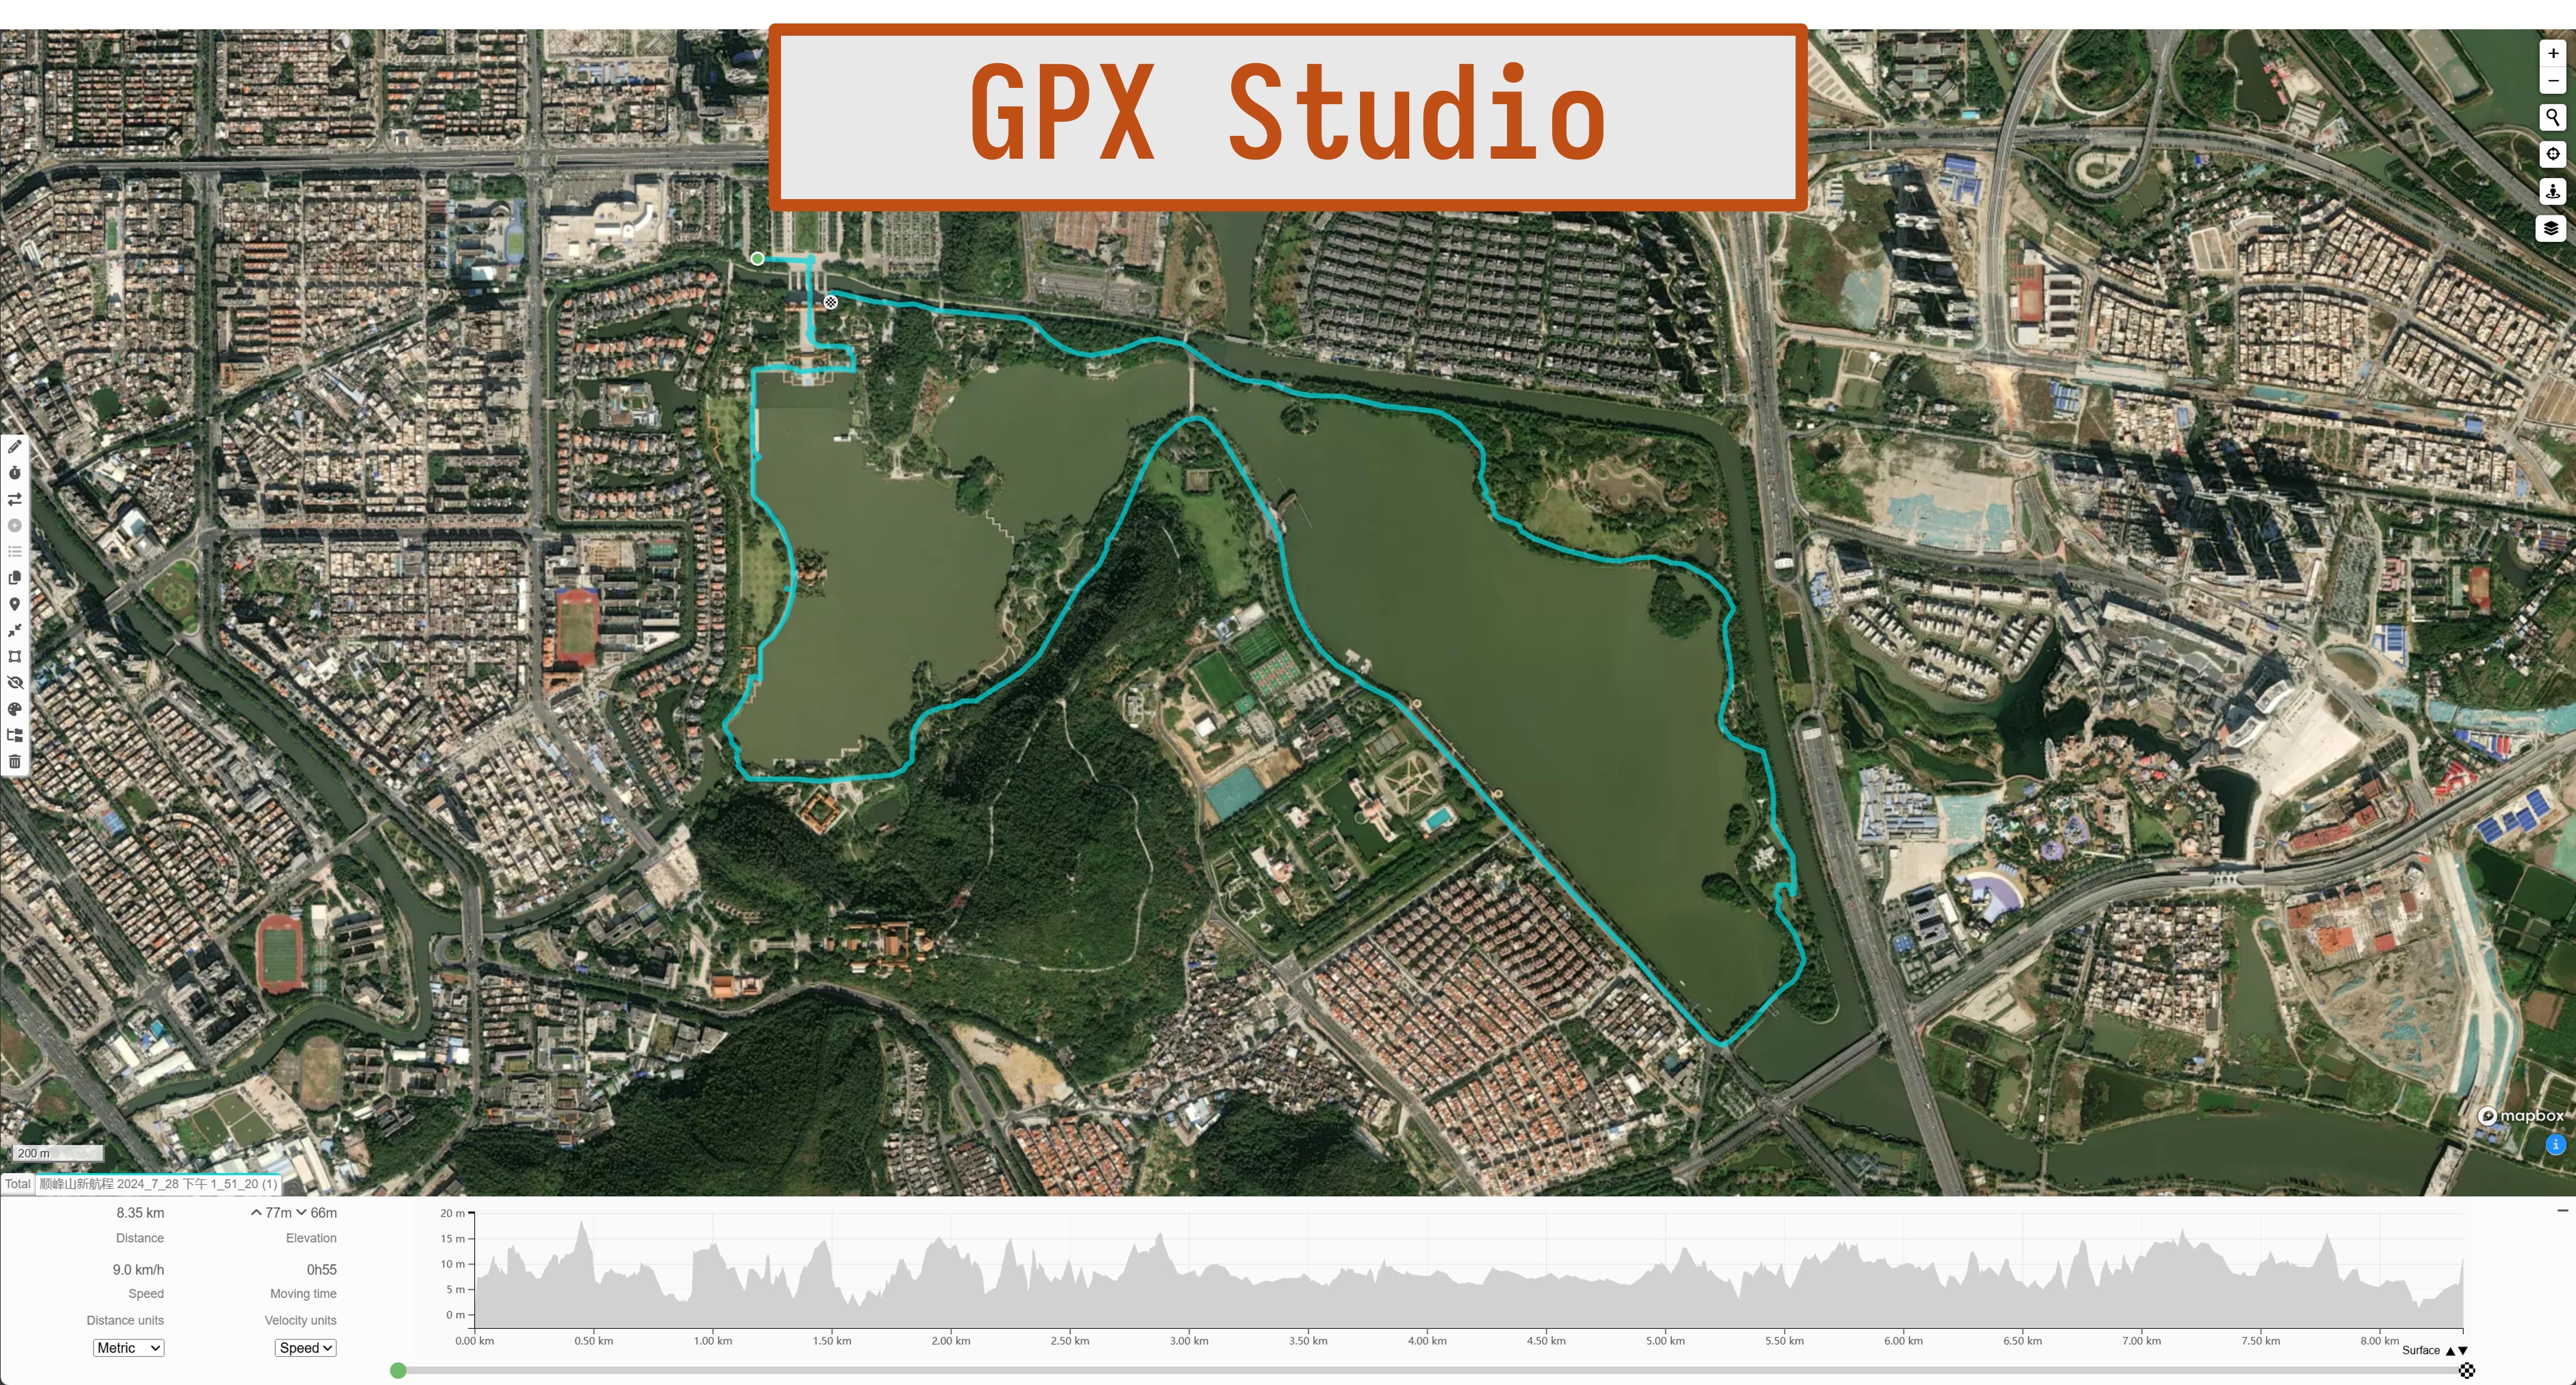 GPX Studio
mapbox
200 m
Total 顺峰山新航程 2024_7_28 下午 1_51_20 (1)
8.35 km 77m 66m
Distance Elevation
9.0 km/h 0h55
Speed Moving time
Distance units Velocity units
Metric Speed
20 m
15 m
10 m
5 m
0 m
0.00 km 0.50 km 1.00 km 1.50 km 2.00 km 2.50 km 3.00 km 3.50 km 4.00 km 4.50 km 5.00 km 5.50 km 6.00 km 6.50 km 7.00 km 7.50 km 8.00 km
Surface